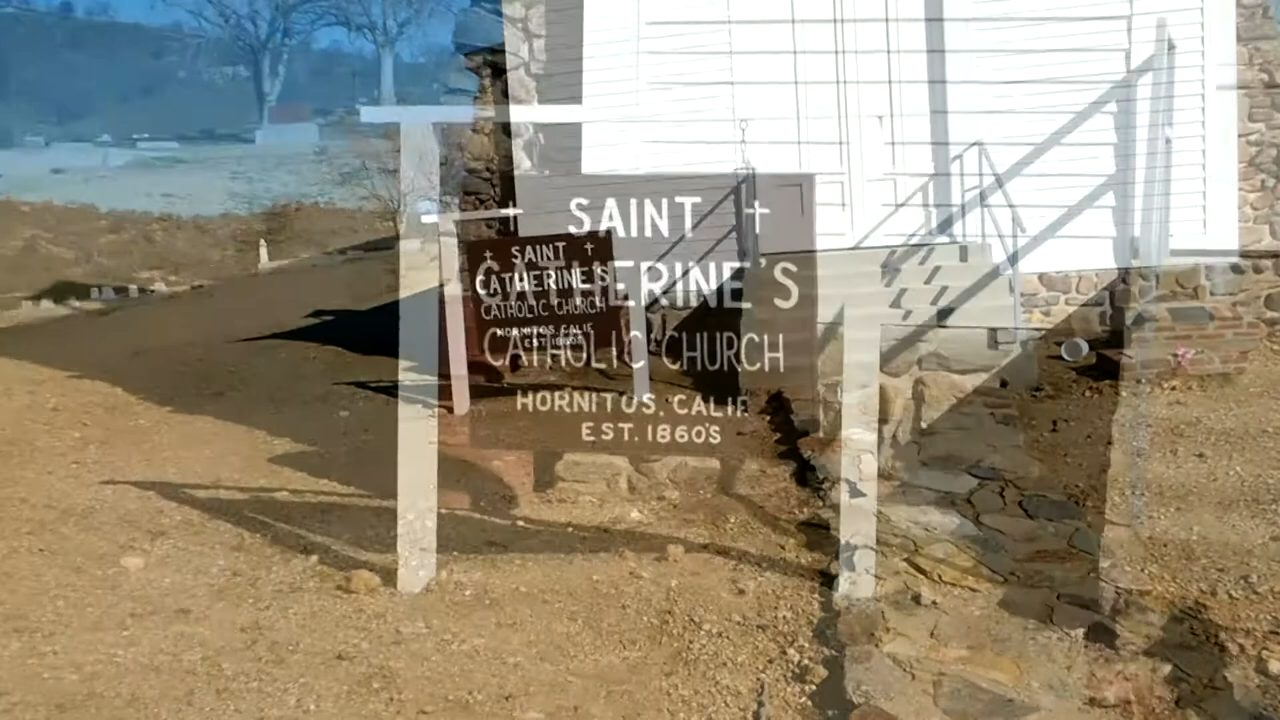 ✝ SAINT ✝
CATHERINE'S
CATHOLIC CHURCH
HORNITOS, CALIF.
EST. 1860'S
✝ SAINT ✝
CATHERINE'S
CATHOLIC CHURCH
HORNITOS, CALIF
EST. 1860'S